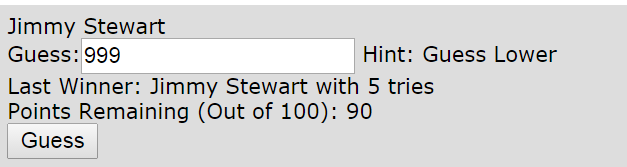 Jimmy Stewart
Guess: 999 Hint: Guess Lower
Last Winner: Jimmy Stewart with 5 tries
Points Remaining (Out of 100): 90
Guess